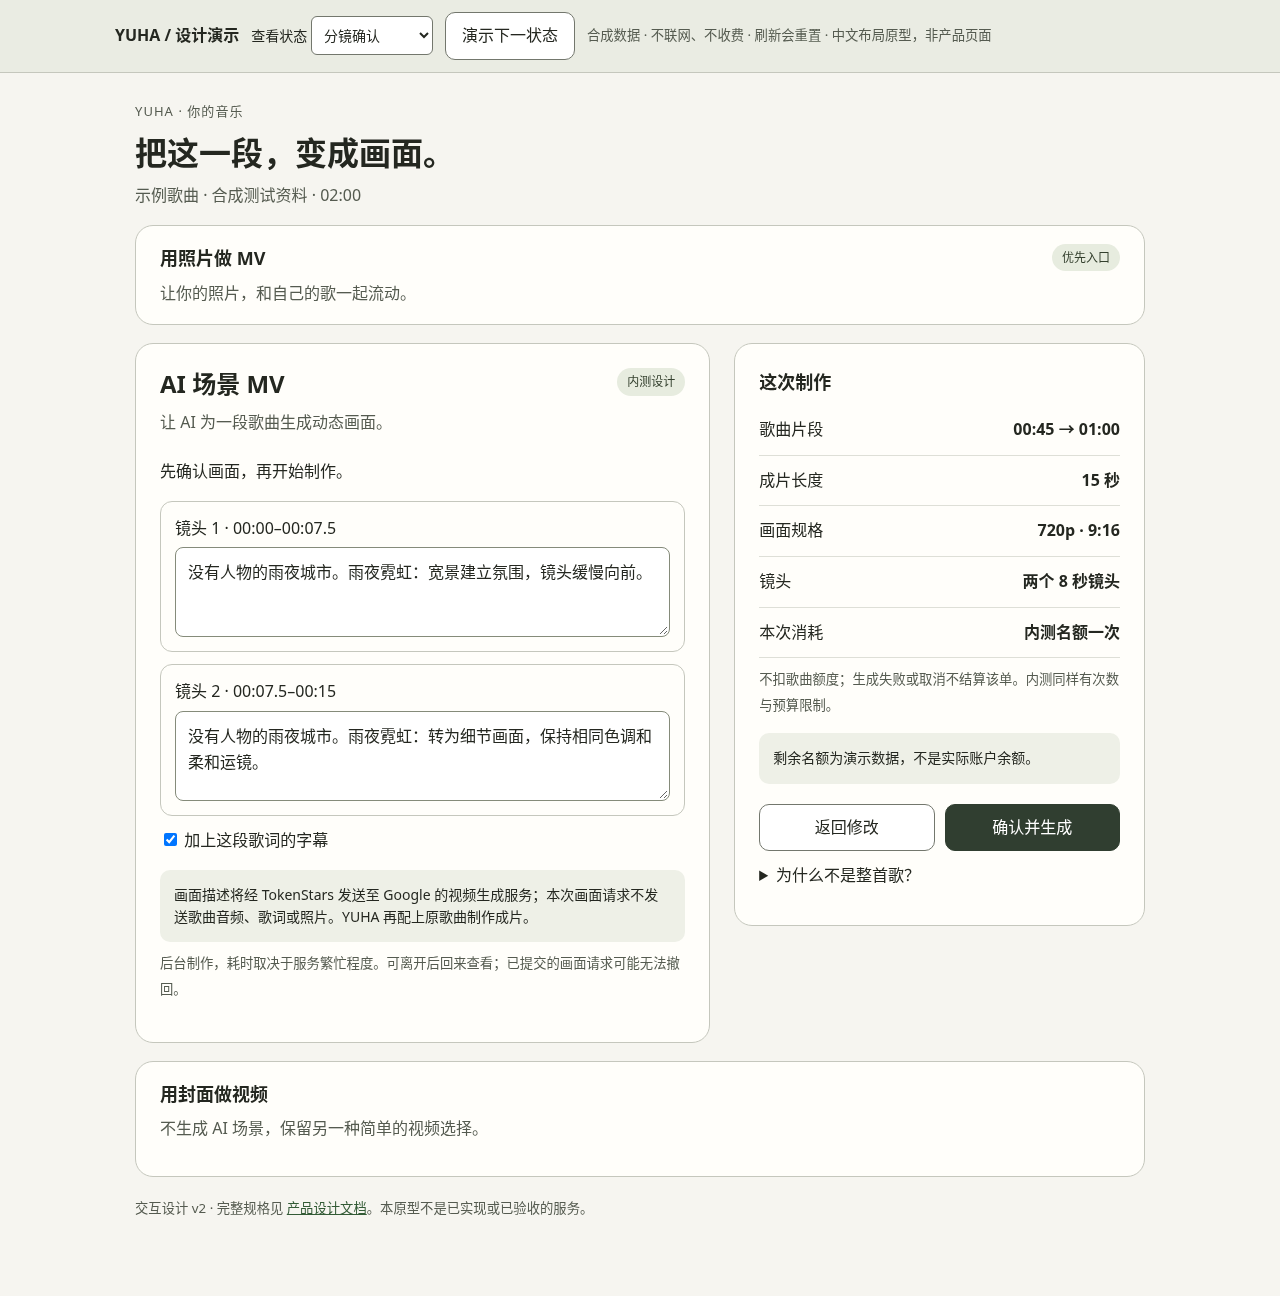 YUHA / 设计演示 查看状态 分镜确认 演示下一状态 合成数据 · 不联网、不收费 · 刷新会重置 · 中文布局原型，非产品页面
YUHA · 你的音乐
把这一段，变成画面。
示例歌曲 · 合成测试资料 · 02:00
用照片做 MV
优先入口
让你的照片，和自己的歌一起流动。
AI 场景 MV
内测设计
让 AI 为一段歌曲生成动态画面。
先确认画面，再开始制作。
镜头 1 · 00:00–00:07.5
没有人物的雨夜城市。雨夜霓虹：宽景建立氛围，镜头缓慢向前。
镜头 2 · 00:07.5–00:15
没有人物的雨夜城市。雨夜霓虹：转为细节画面，保持相同色调和
柔和运镜。
加上这段歌词的字幕
画面描述将经 TokenStars 发送至 Google 的视频生成服务；本次画面请求不发
送歌曲音频、歌词或照片。YUHA 再配上原歌曲制作成片。
后台制作，耗时取决于服务繁忙程度。可离开后回来查看；已提交的画面请求可能无法撤
回。
这次制作
歌曲片段 00:45 → 01:00
成片长度 15 秒
画面规格 720p · 9:16
镜头 两个 8 秒镜头
本次消耗 内测名额一次
不扣歌曲额度；生成失败或取消不结算该单。内测同样有次数
与预算限制。
剩余名额为演示数据，不是实际账户余额。
返回修改 确认并生成
为什么不是整首歌？
用封面做视频
不生成 AI 场景，保留另一种简单的视频选择。
交互设计 v2 · 完整规格见 产品设计文档。本原型不是已实现或已验收的服务。